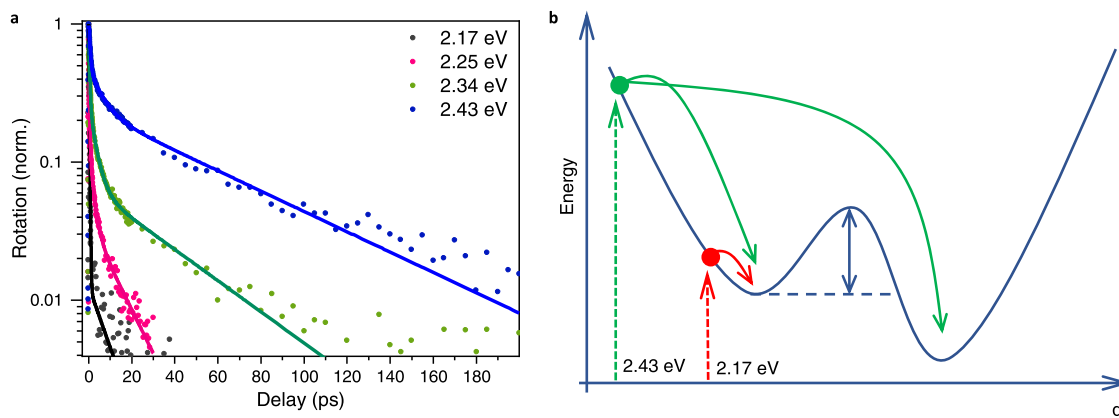 a
Rotation (norm.)
1
0.1
0.01
2.17 eV
2.25 eV
2.34 eV
2.43 eV
0 20 40 60 80 100 120 140 160 180
Delay (ps)
b
Energy
2.43 eV
2.17 eV